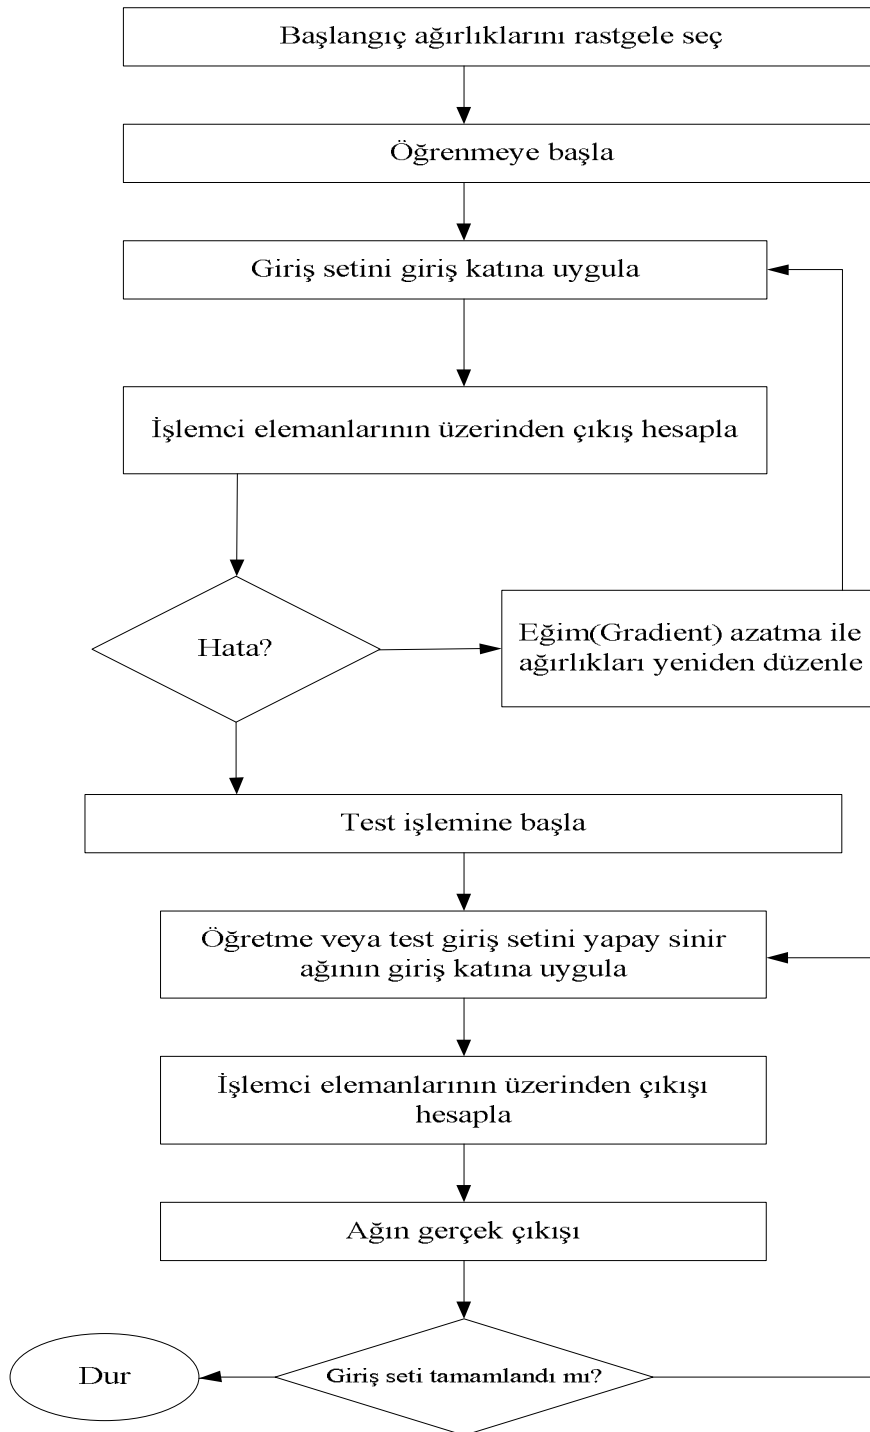 Başlangıç ağırlıklarını rastgele seç
Öğrenmeye başla
Giriş setini giriş katına uygula
İşlemci elemanlarının üzerinden çıkış hesapla
Hata?
Eğim(Gradient) azatma ile
ağırlıkları yeniden düzenle
Test işlemine başla
Öğretme veya test giriş setini yapay sinir
ağının giriş katına uygula
İşlemci elemanlarının üzerinden çıkışı
hesapla
Ağın gerçek çıkışı
Giriş seti tamamlandı mı?
Dur